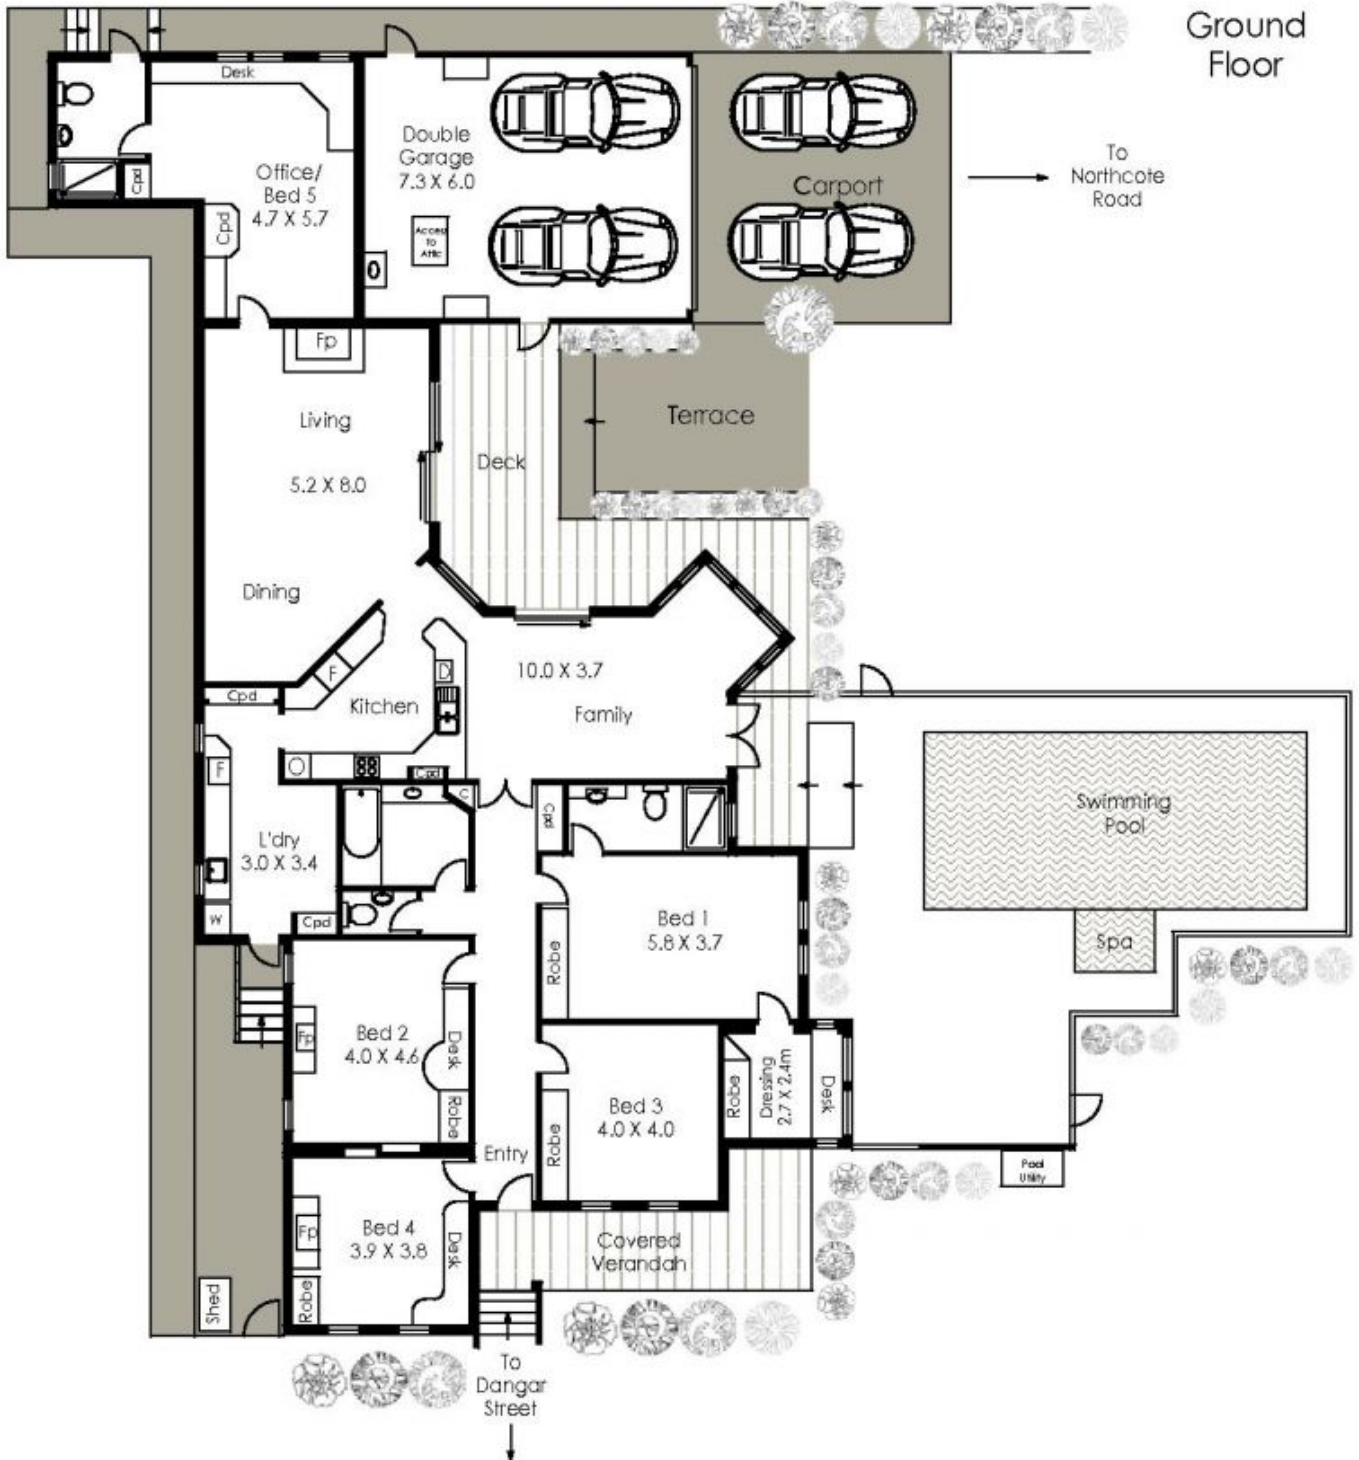 Ground
Floor
Desk
Double
Garage
7.3 X 6.0
Office/
Bed 5
4.7 X 5.7
Cpd
Cpd
Access
to
Attic
Carport
To
Northcote
Road
Fp
Living
5.2 X 8.0
Deck
Terrace
Dining
F
Kitchen
D
10.0 X 3.7
Family
Cpd
F
O
Cpd
C
Cpd
L'dry
3.0 X 3.4
W
Cpd
Swimming
Pool
Spa
Bed 1
5.8 X 3.7
Robe
Fp
Bed 2
4.0 X 4.6
Desk
Robe
Bed 3
4.0 X 4.0
Robe
Robe
Dressing
2.7 X 2.4m
Desk
Entry
Pool
Utility
Fp
Bed 4
3.9 X 3.8
Desk
Robe
Covered
Verandah
Shed
To
Dangar
Street